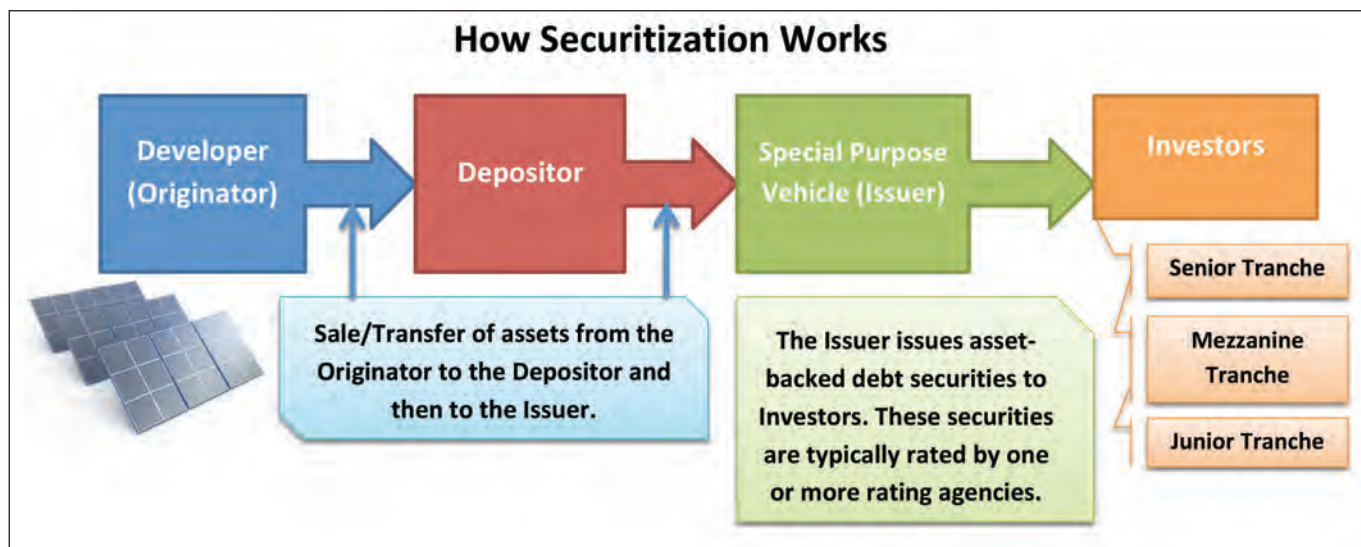 How Securitization Works
Developer
(Originator)
Depositor
Special Purpose
Vehicle (Issuer)
Investors
Senior Tranche
Mezzanine
Tranche
Junior Tranche
Sale/Transfer of assets from the
Originator to the Depositor and
then to the Issuer.
The Issuer issues asset-
backed debt securities to
Investors. These securities
are typically rated by one
or more rating agencies.